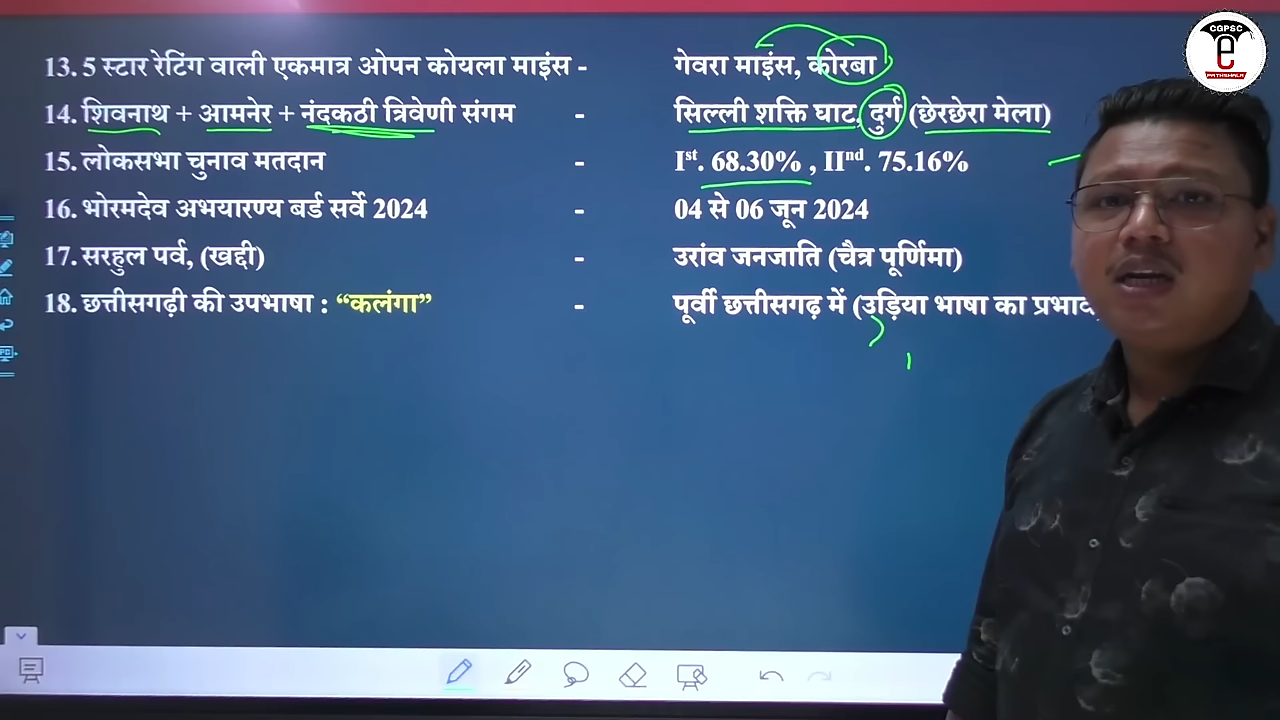 CGPSC
e
PATHSHALA
13. 5 स्टार रेटिंग वाली एकमात्र ओपन कोयला माइंस - गेवरा माइंस, कोरबा
14. शिवनाथ + आमनेर + नंदकठी त्रिवेणी संगम - सिल्ली शक्ति घाट, दुर्ग (छेरछेरा मेला)
15. लोकसभा चुनाव मतदान - Ist. 68.30% , IInd. 75.16%
16. भोरमदेव अभयारण्य बर्ड सर्वे 2024 - 04 से 06 जून 2024
17. सरहुल पर्व, (खद्दी) - उरांव जनजाति (चैत्र पूर्णिमा)
18. छत्तीसगढ़ी की उपभाषा : “कलंगा” - पूर्वी छत्तीसगढ़ में (उड़िया भाषा का प्रभाव